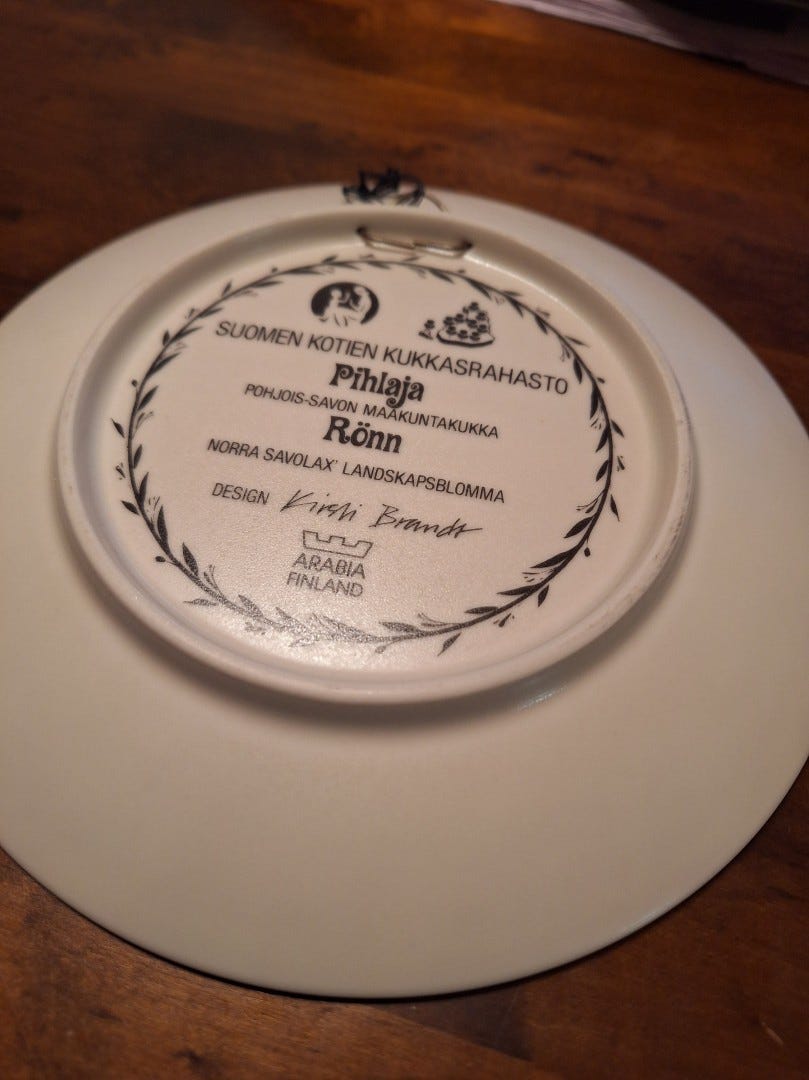 SUOMEN KOTIEN KUKKASRAHASTO
Pihlaja
POHJOIS-SAVON MAAKUNTAKUKKA
Rönn
NORRA SAVOLAX' LANDSKAPSBLOMMA
DESIGN Kirsti Brandt
ARABIA
FINLAND